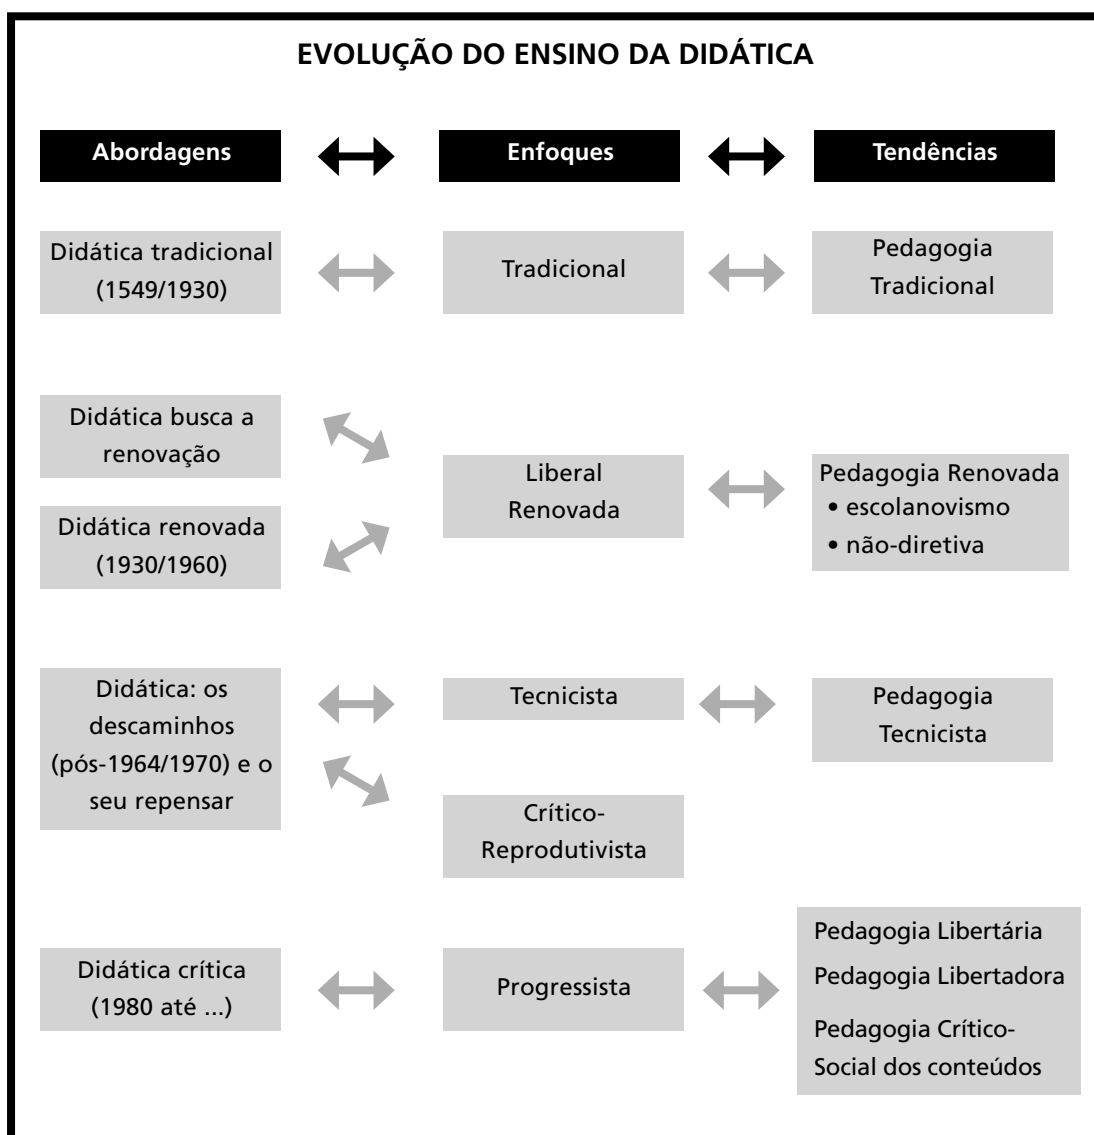 EVOLUÇÃO DO ENSINO DA DIDÁTICA
Abordagens
Enfoques
Tendências
Didática tradicional
(1549/1930)
Tradicional
Pedagogia
Tradicional
Didática busca a
renovação
Didática renovada
(1930/1960)
Liberal
Renovada
Pedagogia Renovada
• escolanovismo
• não-diretiva
Didática: os
descaminhos
(pós-1964/1970) e o
seu repensar
Tecnicista
Pedagogia
Tecnicista
Crítico-
Reprodutivista
Didática crítica
(1980 até ...)
Progressista
Pedagogia Libertária
Pedagogia Libertadora
Pedagogia Crítico-
Social dos conteúdos